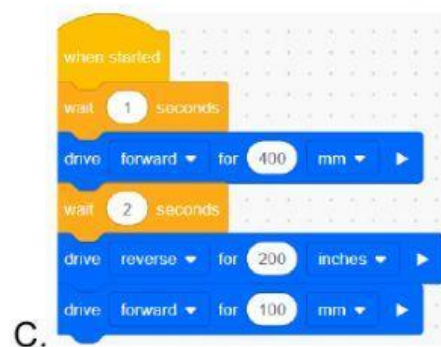 when started
wait 1 seconds
drive forward for 400 mm
wait 2 seconds
drive reverse for 200 inches
drive forward for 100 mm
C.